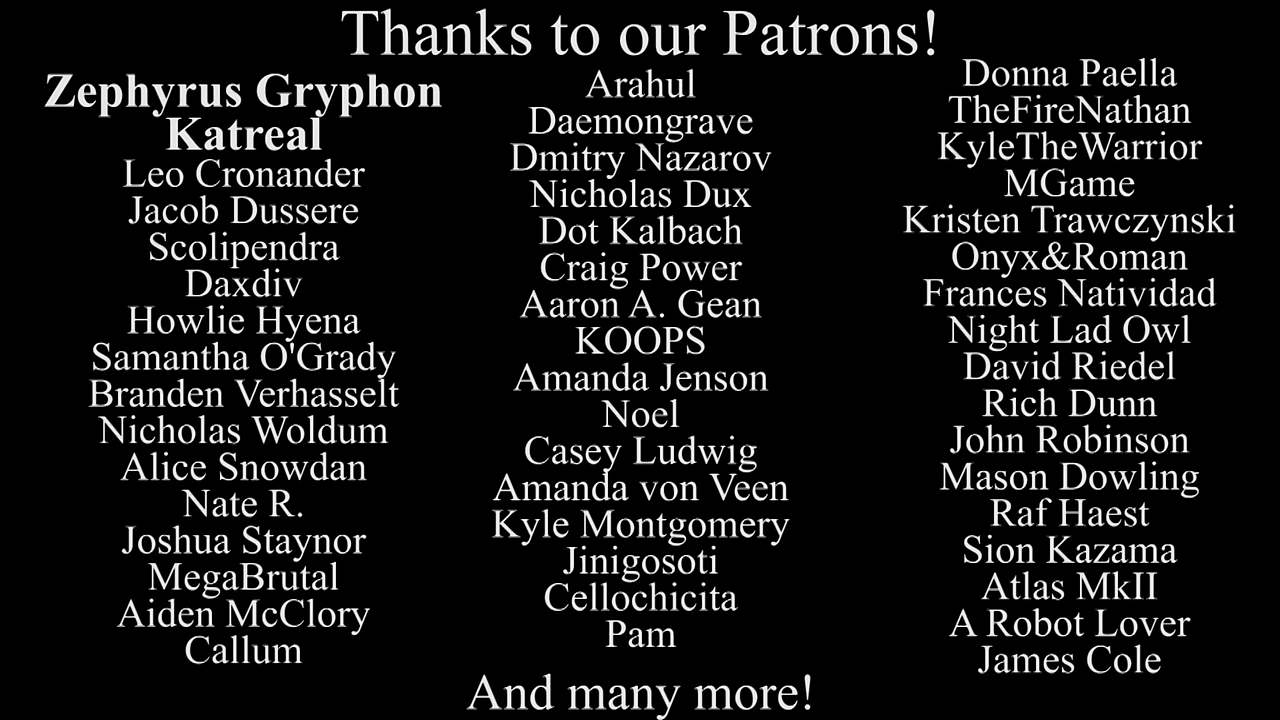 Thanks to our Patrons!
Zephyrus Gryphon
Katreal
Leo Cronander
Jacob Dussere
Scolipendra
Daxdiv
Howlie Hyena
Samantha O'Grady
Branden Verhasselt
Nicholas Woldum
Alice Snowdan
Nate R.
Joshua Staynor
MegaBrutal
Aiden McClory
Callum
Arahul
Daemongrave
Dmitry Nazarov
Nicholas Dux
Dot Kalbach
Craig Power
Aaron A. Gean
KOOPS
Amanda Jenson
Noel
Casey Ludwig
Amanda von Veen
Kyle Montgomery
Jinigosoti
Cellochicita
Pam
Donna Paella
TheFireNathan
KyleTheWarrior
MGame
Kristen Trawczynski
Onyx&Roman
Frances Natividad
Night Lad Owl
David Riedel
Rich Dunn
John Robinson
Mason Dowling
Raf Haest
Sion Kazama
Atlas MkII
A Robot Lover
James Cole
And many more!